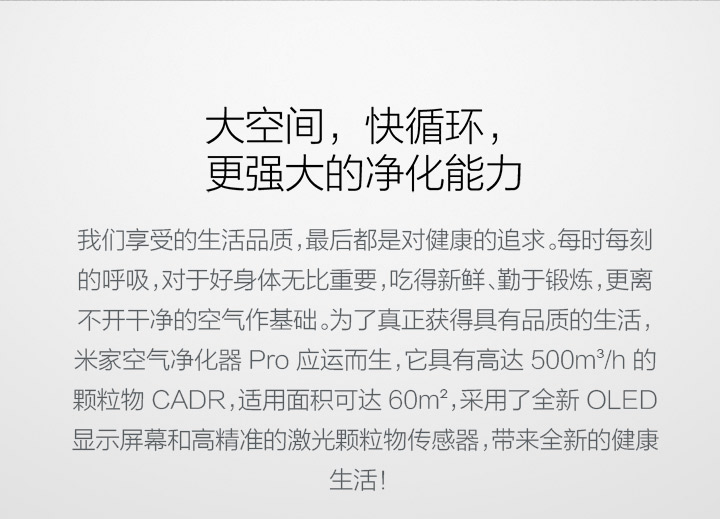 大空间，快循环，
更强大的净化能力
我们享受的生活品质，最后都是对健康的追求。每时每刻
的呼吸，对于好身体无比重要，吃得新鲜、勤于锻炼，更离
不开干净的空气作基础。为了真正获得具有品质的生活，
米家空气净化器 Pro 应运而生，它具有高达 500m³/h 的
颗粒物 CADR，适用面积可达 60m²，采用了全新 OLED
显示屏幕和高精准的激光颗粒物传感器，带来全新的健康
生活！